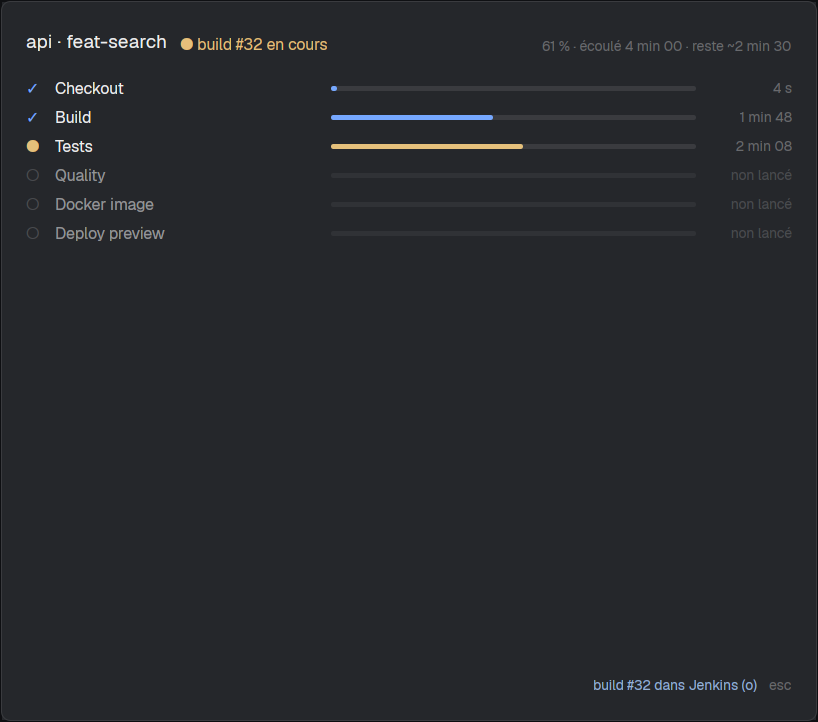 api · feat-search build #32 en cours 61 % · écoulé 4 min 00 · reste ~2 min 30
✓ Checkout 4 s
✓ Build 1 min 48
Tests 2 min 08
Quality non lancé
Docker image non lancé
Deploy preview non lancé
build #32 dans Jenkins (o) esc